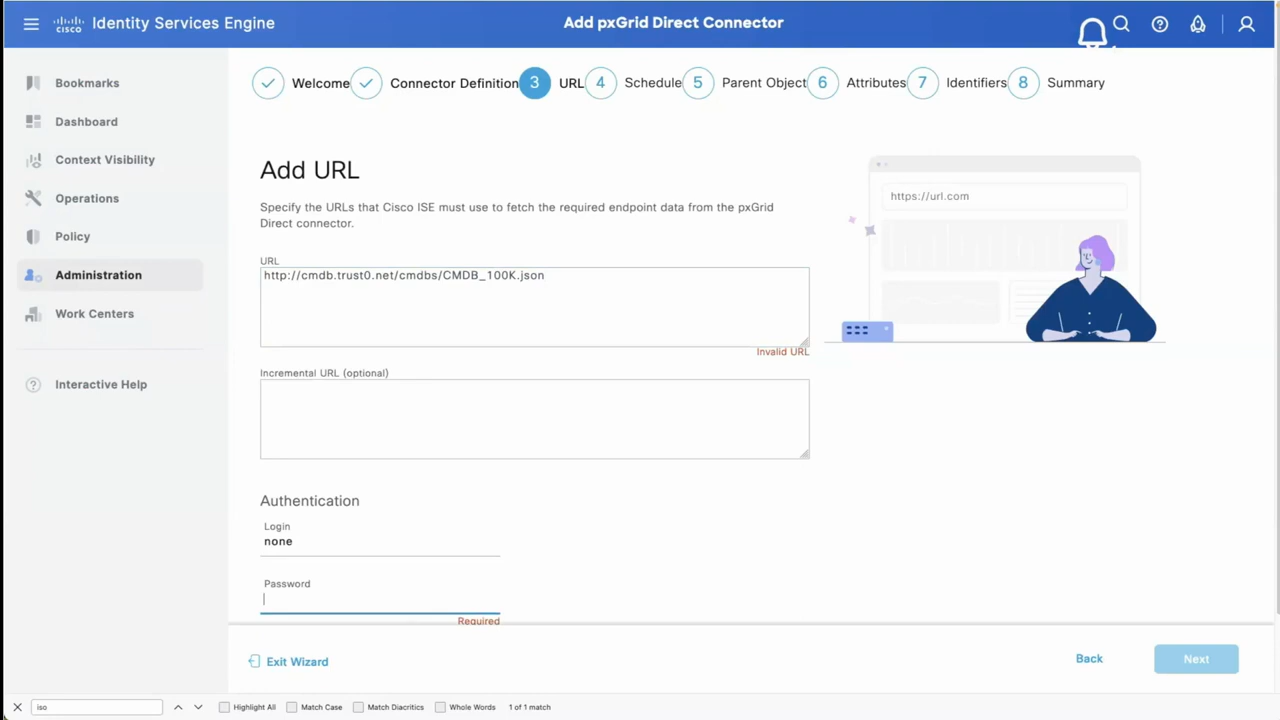 cisco Identity Services Engine
Add pxGrid Direct Connector
Bookmarks
Dashboard
Context Visibility
Operations
Policy
Administration
Work Centers
Interactive Help
Welcome Connector Definition 3 URL 4 Schedule 5 Parent Object 6 Attributes 7 Identifiers 8 Summary
Add URL
Specify the URLs that Cisco ISE must use to fetch the required endpoint data from the pxGrid
Direct connector.
https://url.com
URL
http://cmdb.trust0.net/cmdbs/CMDB_100K.json
Invalid URL
Incremental URL (optional)
Authentication
Login
none
Password
Required
Exit Wizard
Back
Next
iso
Highlight All Match Case Match Diacritics Whole Words 1 of 1 match